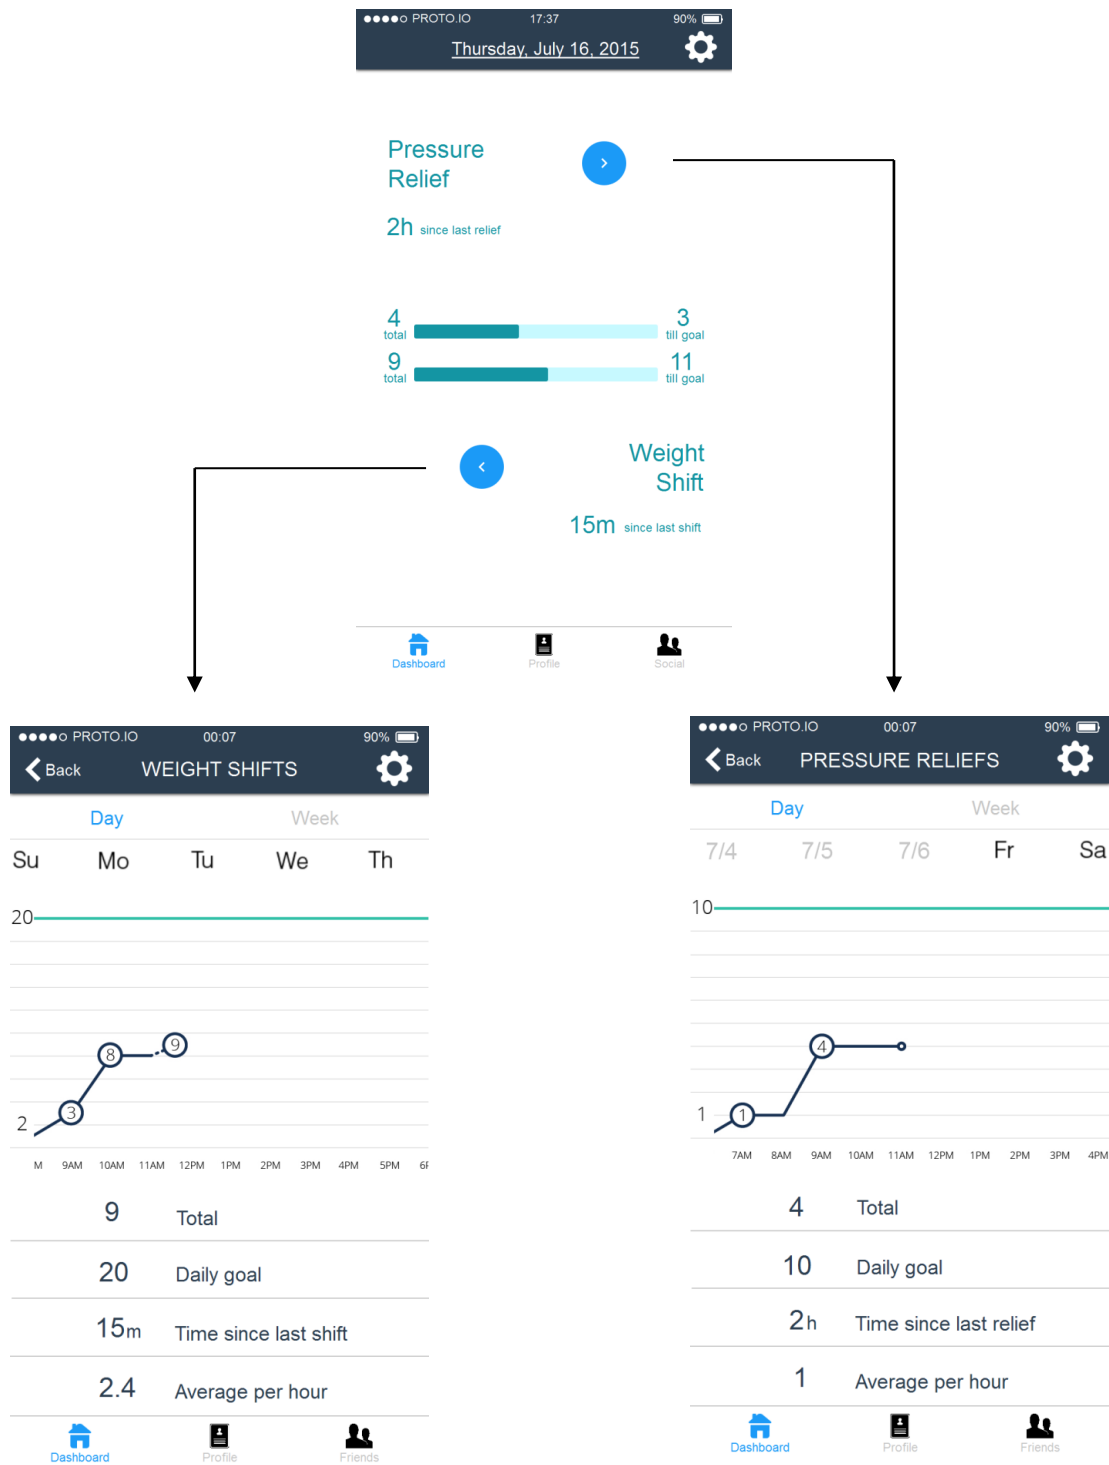 PROTO.IO 17:37 90%
Thursday, July 16, 2015
Pressure
Relief
2h since last relief
4 3
total till goal
9 11
total till goal
Weight
Shift
15m since last shift
Dashboard Profile Social
PROTO.IO 00:07 90%
Back WEIGHT SHIFTS
Day Week
Su Mo Tu We Th
20
9
8
3
2
M 9AM 10AM 11AM 12PM 1PM 2PM 3PM 4PM 5PM 6P
9 Total
20 Daily goal
15m Time since last shift
2.4 Average per hour
Dashboard Profile Friends
PROTO.IO 00:07 90%
Back PRESSURE RELIEFS
Day Week
7/4 7/5 7/6 Fr Sa
10
4
1 1
7AM 8AM 9AM 10AM 11AM 12PM 1PM 2PM 3PM 4PM
4 Total
10 Daily goal
2h Time since last relief
1 Average per hour
Dashboard Profile Friends